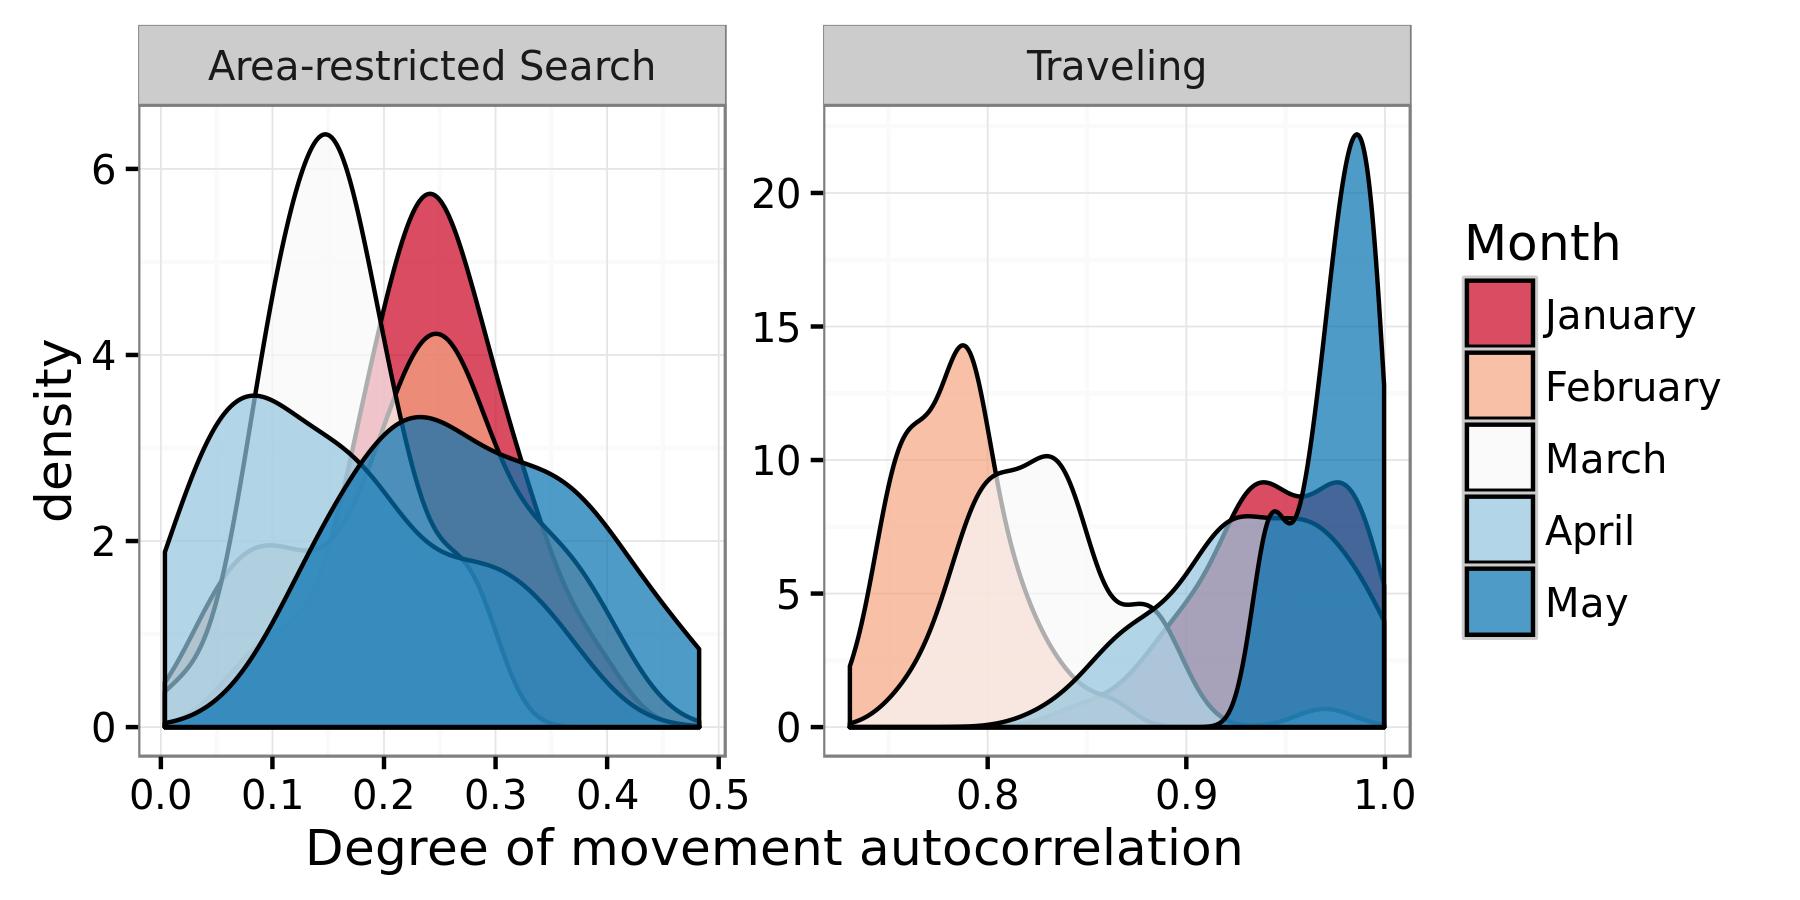 Area-restricted Search
Traveling
density
6
4
2
0
0.0 0.1 0.2 0.3 0.4 0.5
20
15
10
5
0
0.8 0.9 1.0
Degree of movement autocorrelation
Month
January
February
March
April
May